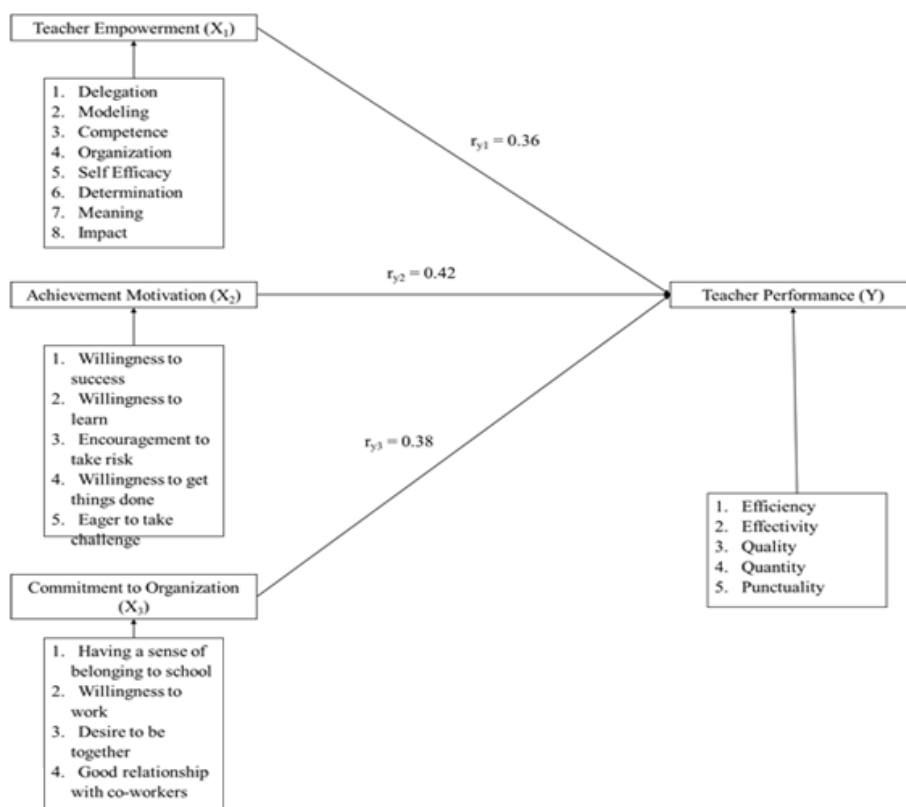 Teacher Empowerment (X₁)
1. Delegation
2. Modeling
3. Competence
4. Organization
5. Self Efficacy
6. Determination
7. Meaning
8. Impact
r_y1 = 0.36
r_y2 = 0.42
Achievement Motivation (X₂)
Teacher Performance (Y)
1. Willingness to
success
2. Willingness to
learn
3. Encouragement to
take risk
4. Willingness to get
things done
5. Eager to take
challenge
r_y3 = 0.38
1. Efficiency
2. Effectivity
3. Quality
4. Quantity
5. Punctuality
Commitment to Organization
(X₃)
1. Having a sense of
belonging to school
2. Willingness to
work
3. Desire to be
together
4. Good relationship
with co-workers